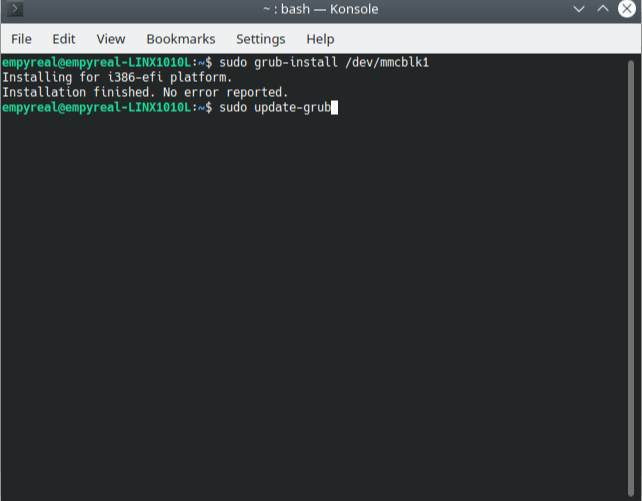 ~ : bash — Konsole
File Edit View Bookmarks Settings Help
empyreal@empyreal-LINX1010L:~$ sudo grub-install /dev/mmcblk1
Installing for i386-efi platform.
Installation finished. No error reported.
empyreal@empyreal-LINX1010L:~$ sudo update-grub